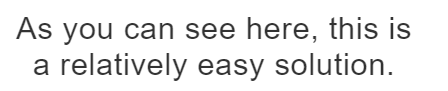 As you can see here, this is
a relatively easy solution.